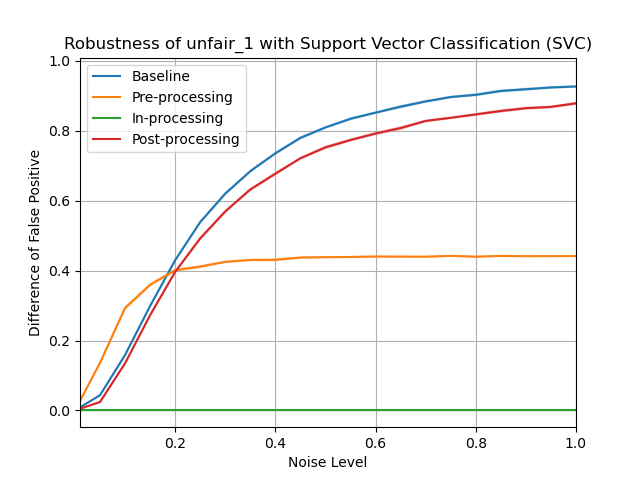 Robustness of unfair_1 with Support Vector Classification (SVC)
Baseline
Pre-processing
In-processing
Post-processing
Difference of False Positive
1.0
0.8
0.6
0.4
0.2
0.0
0.2 0.4 0.6 0.8 1.0
Noise Level